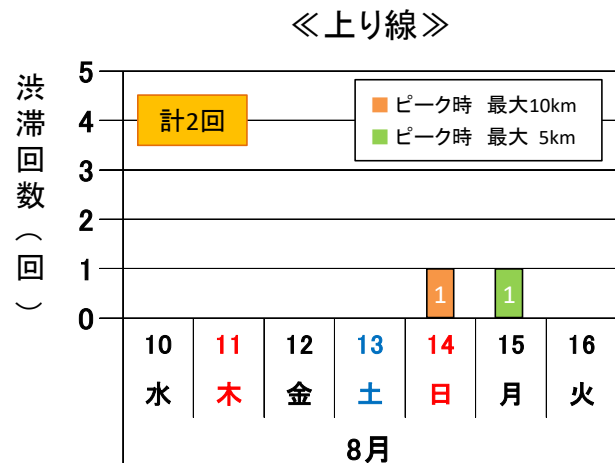 ≪上り線≫
渋滞回数（回）
5
4
3
2
1
0
計2回
ピーク時 最大10km
ピーク時 最大 5km
1 1
10 11 12 13 14 15 16
水 木 金 土 日 月 火
8月